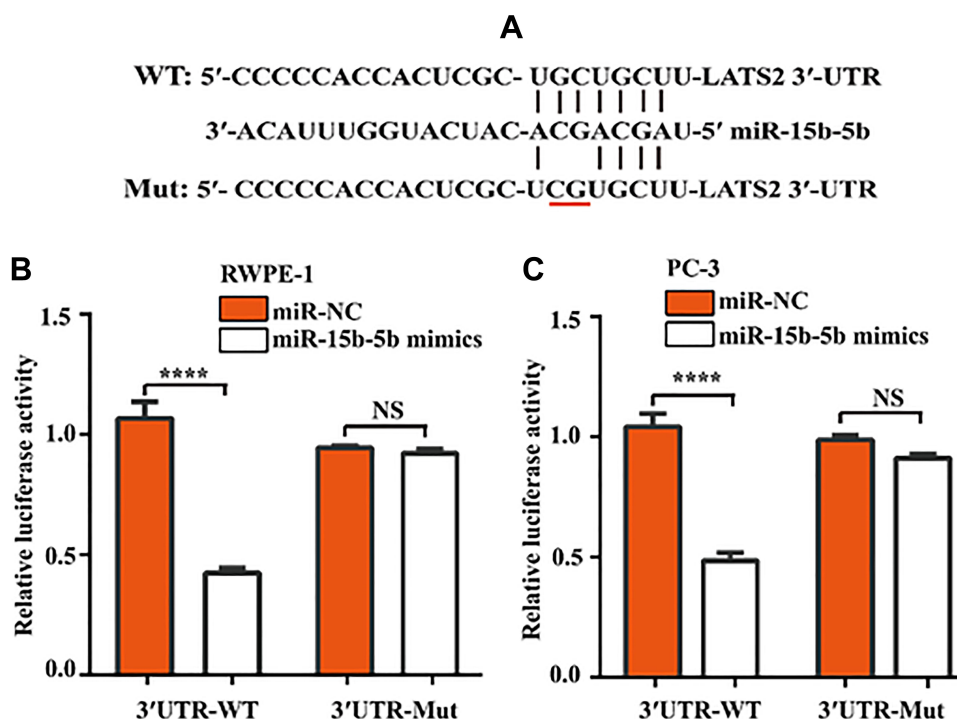 A
WT: 5′-CCCCCACCACUCGC- UGCUGCUU-LATS2 3′-UTR
3′-ACAUUUGGUACUAC-ACGACGAU-5′ miR-15b-5b
Mut: 5′- CCCCCACCACUCGC-UCGUGCUU-LATS2 3′-UTR
B
RWPE-1
miR-NC
miR-15b-5b mimics
Relative luciferase activity
1.5
1.0
0.5
0.0
****
NS
3′UTR-WT
3′UTR-Mut
C
PC-3
miR-NC
miR-15b-5b mimics
Relative luciferase activity
1.5
1.0
0.5
0.0
****
NS
3′UTR-WT
3′UTR-Mut